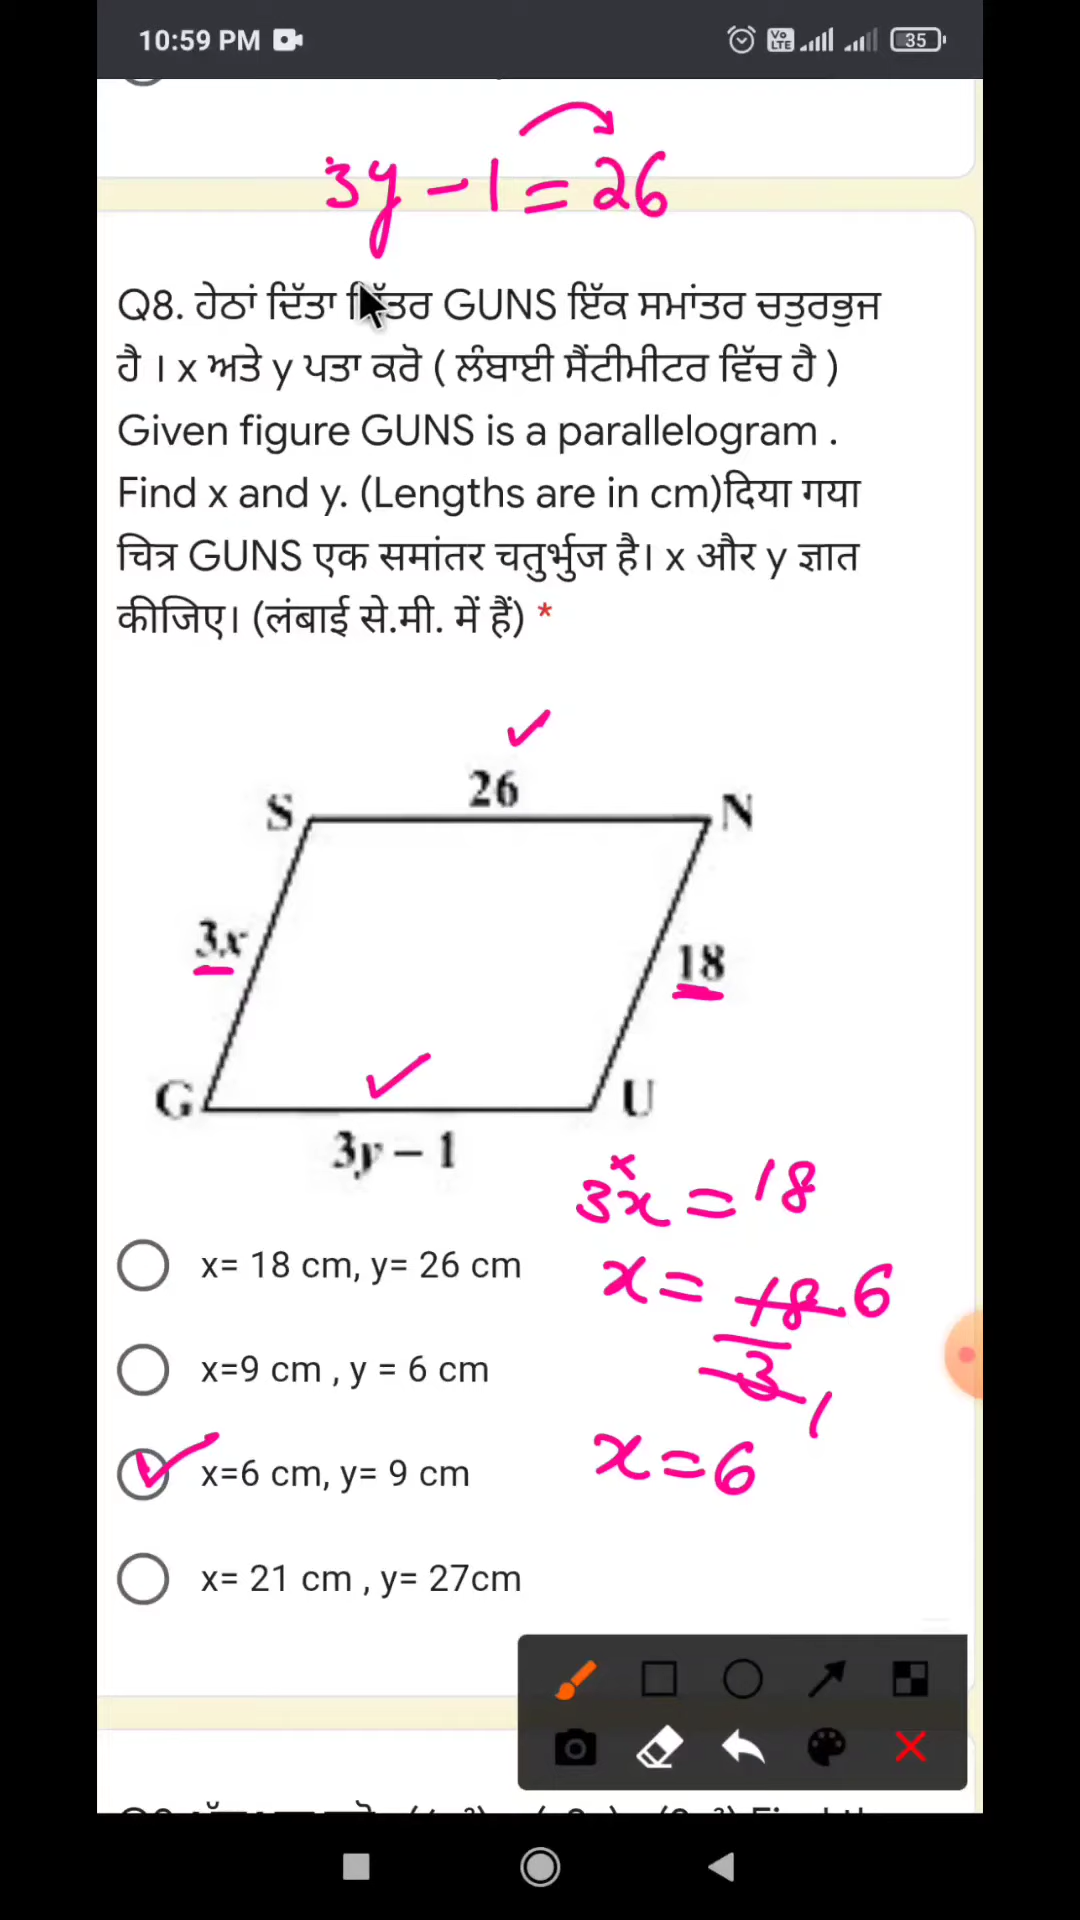 10:59 PM
Vo LTE 35
3y - 1 = 26
Q8. ਹੇਠਾਂ ਦਿੱਤਾ ਚਿੱਤਰ GUNS ਇੱਕ ਸਮਾਂਤਰ ਚਤੁਰਭੁਜ
ਹੈ । x ਅਤੇ y ਪਤਾ ਕਰੋ ( ਲੰਬਾਈ ਸੈਂਟੀਮੀਟਰ ਵਿੱਚ ਹੈ )
Given figure GUNS is a parallelogram .
Find x and y. (Lengths are in cm)दिया गया
चित्र GUNS एक समांतर चतुर्भुज है। x और y ज्ञात
कीजिए। (लंबाई से.मी. में हैं) *
26
S N
3x
18
G U
3y – 1
3x = 18
x = 18 6
3 1
x = 6
x= 18 cm, y= 26 cm
x=9 cm , y = 6 cm
x=6 cm, y= 9 cm
x= 21 cm , y= 27cm